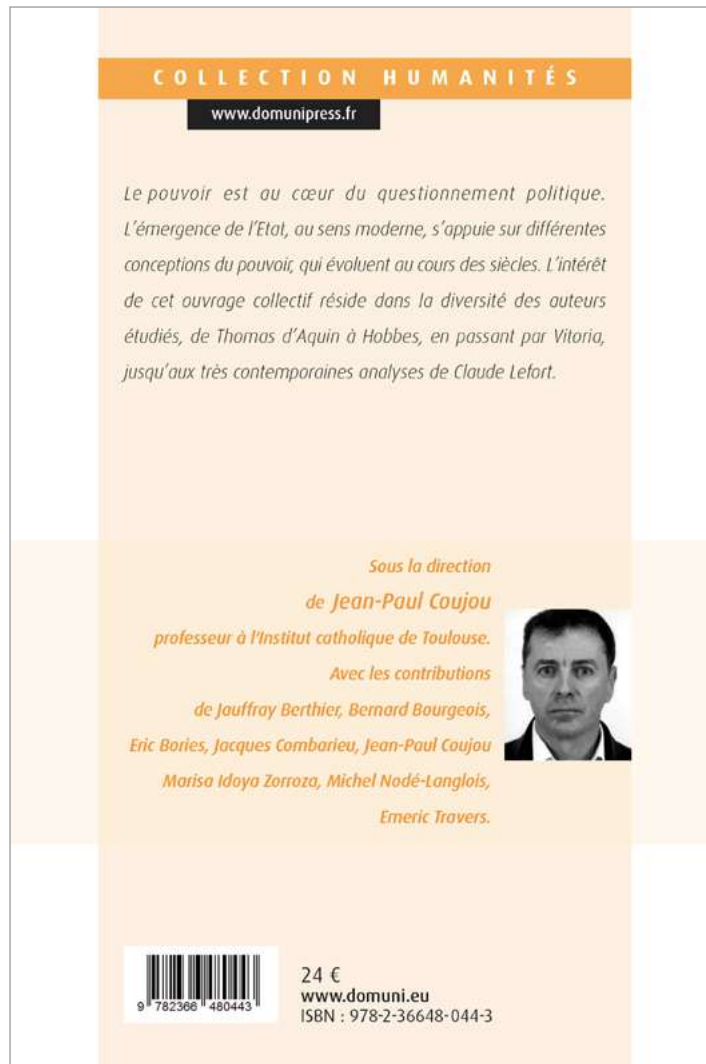 COLLECTION HUMANITÉS
www.domunipress.fr
Le pouvoir est au cœur du questionnement politique.
L'émergence de l'Etat, au sens moderne, s'appuie sur différentes
conceptions du pouvoir, qui évoluent au cours des siècles. L'intérêt
de cet ouvrage collectif réside dans la diversité des auteurs
étudiés, de Thomas d'Aquin à Hobbes, en passant par Vitoria,
jusqu'aux très contemporaines analyses de Claude Lefort.
Sous la direction
de Jean-Paul Coujou
professeur à l'Institut catholique de Toulouse.
Avec les contributions
de Jauffray Berthier, Bernard Bourgeois,
Eric Bories, Jacques Combarieu, Jean-Paul Coujou
Marisa Idoya Zorroza, Michel Nodé-Langlois,
Emeric Travers.
9 782366 480443
24 €
www.domuni.eu
ISBN : 978-2-36648-044-3